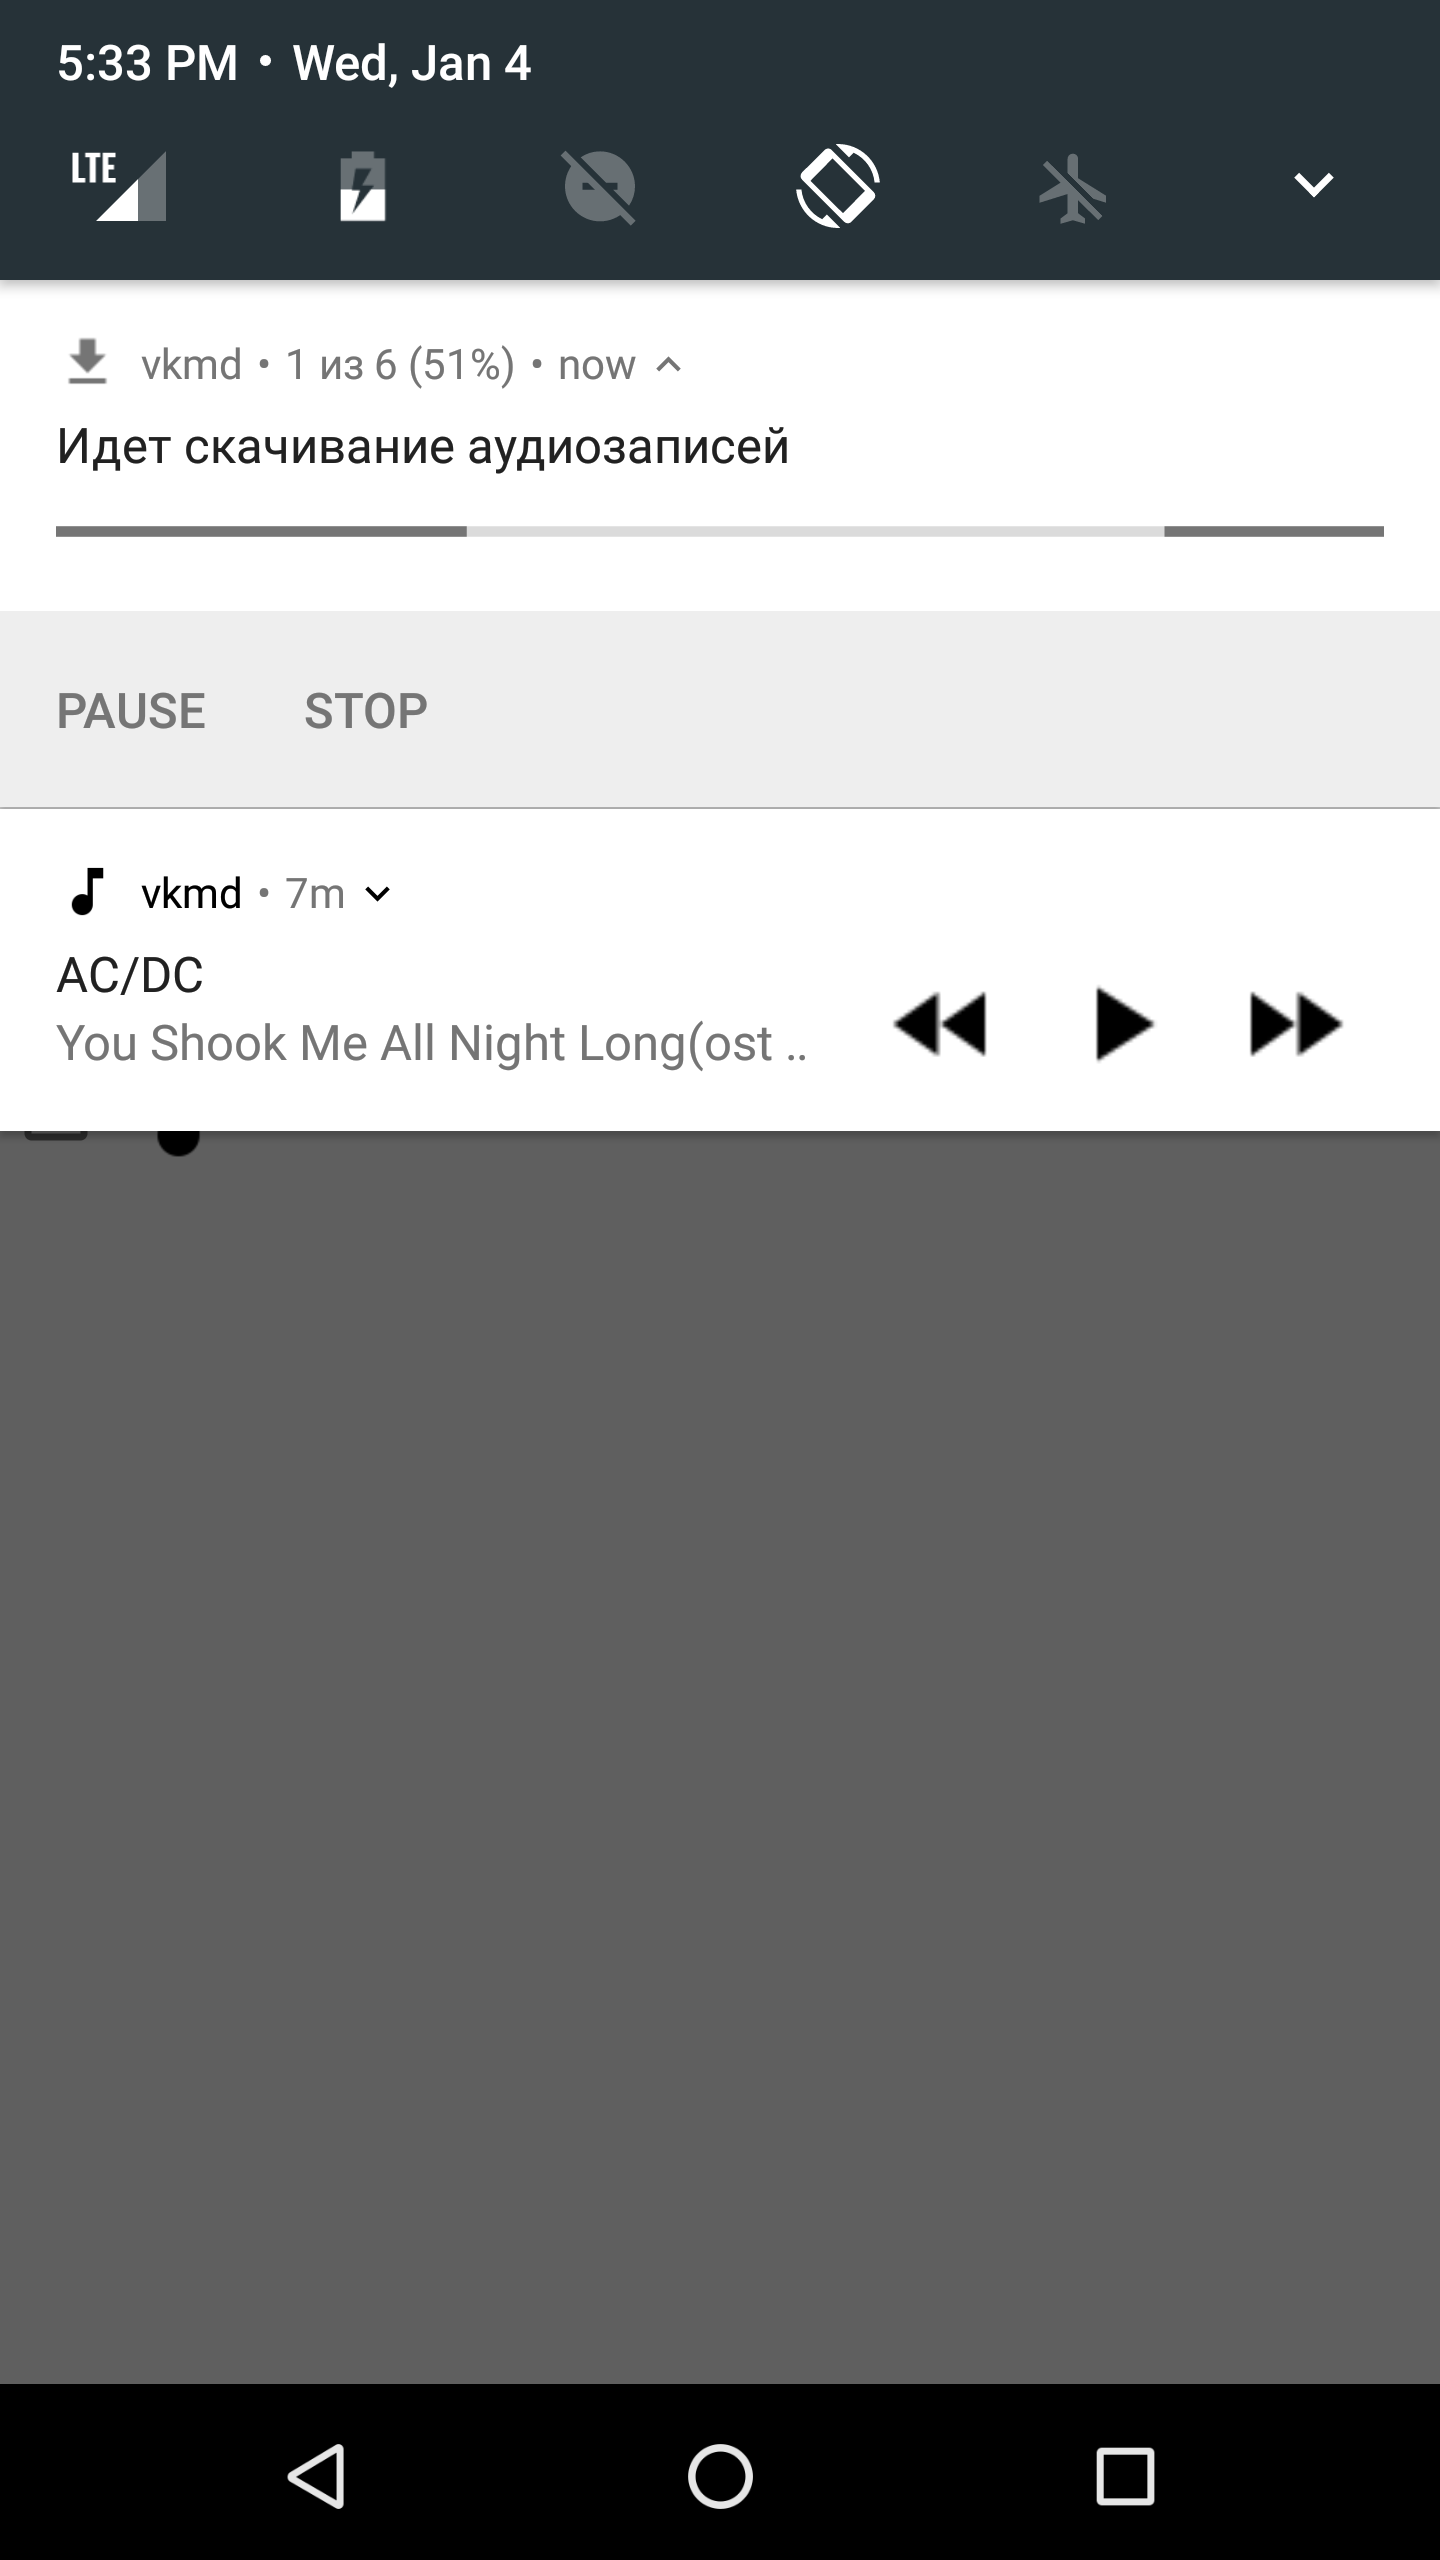 5:33 PM • Wed, Jan 4
LTE
vkmd • 1 из 6 (51%) • now
Идет скачивание аудиозаписей
PAUSE STOP
vkmd • 7m
AC/DC
You Shook Me All Night Long(ost ..